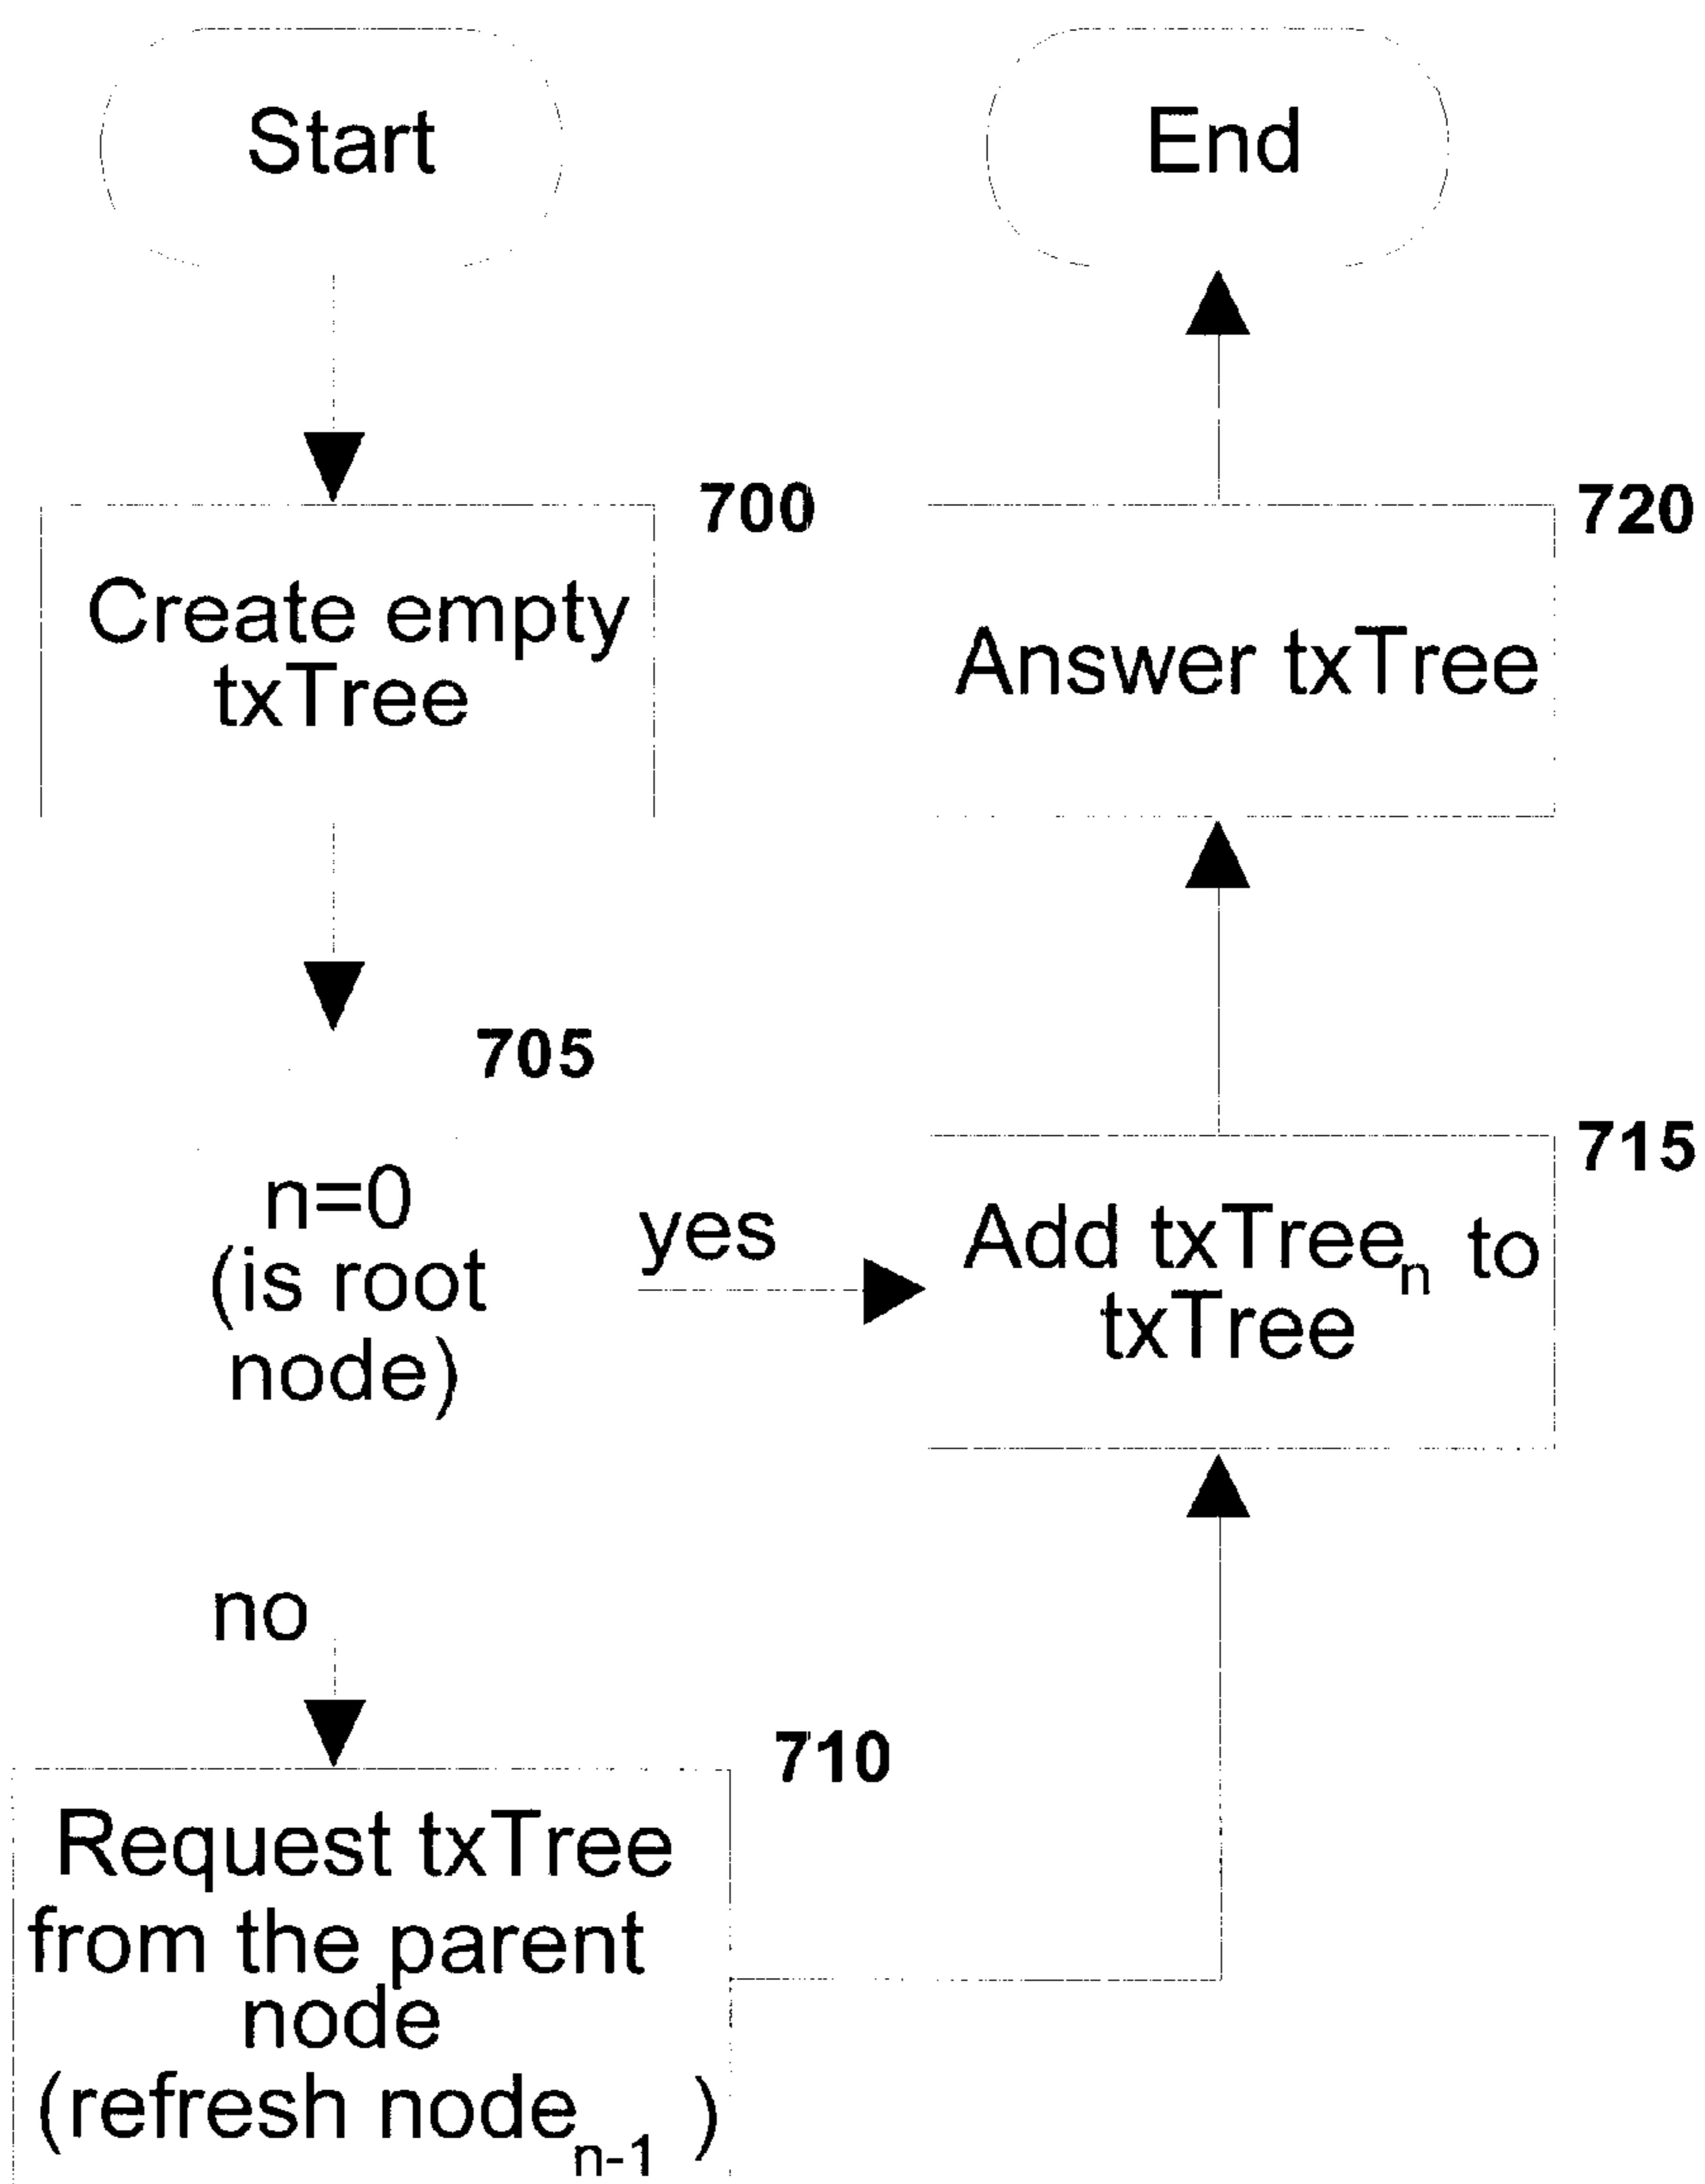 Start
End
700
Create empty
txTree
720
Answer txTree
705
n=0
(is root
node)
yes
715
Add txTreeₙ to
txTree
no
710
Request txTree
from the parent
node
(refresh nodeₙ₋₁ )